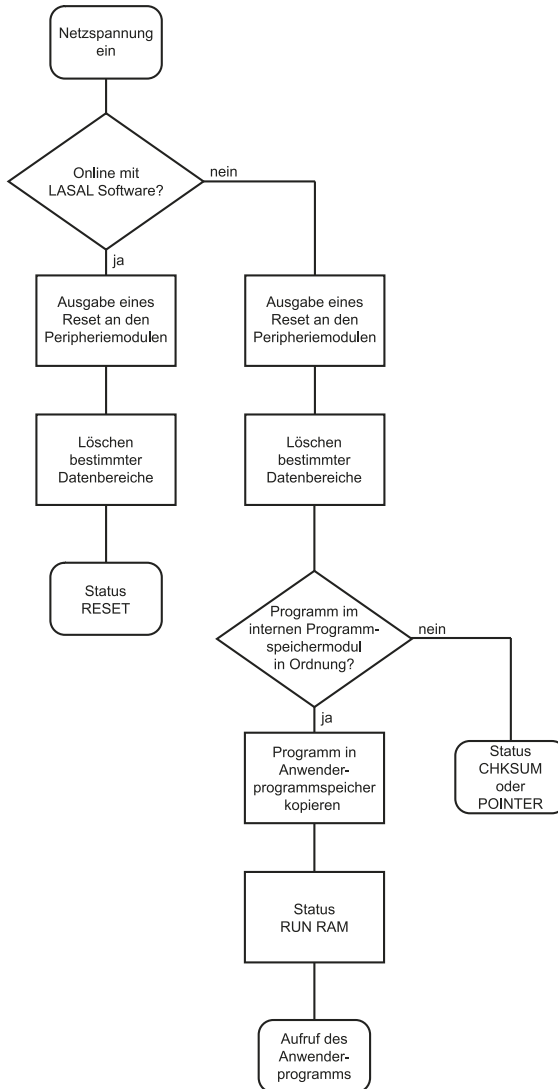 Netzspannung
ein
Online mit
LASAL Software?
nein
ja
Ausgabe eines
Reset an den
Peripheriemodulen
Ausgabe eines
Reset an den
Peripheriemodulen
Löschen
bestimmter
Datenbereiche
Löschen
bestimmter
Datenbereiche
Status
RESET
Programm im
internen Programm-
speichermodul
in Ordnung?
nein
ja
Programm in
Anwender-
programmspeicher
kopieren
Status
CHKSUM
oder
POINTER
Status
RUN RAM
Aufruf des
Anwender-
programms